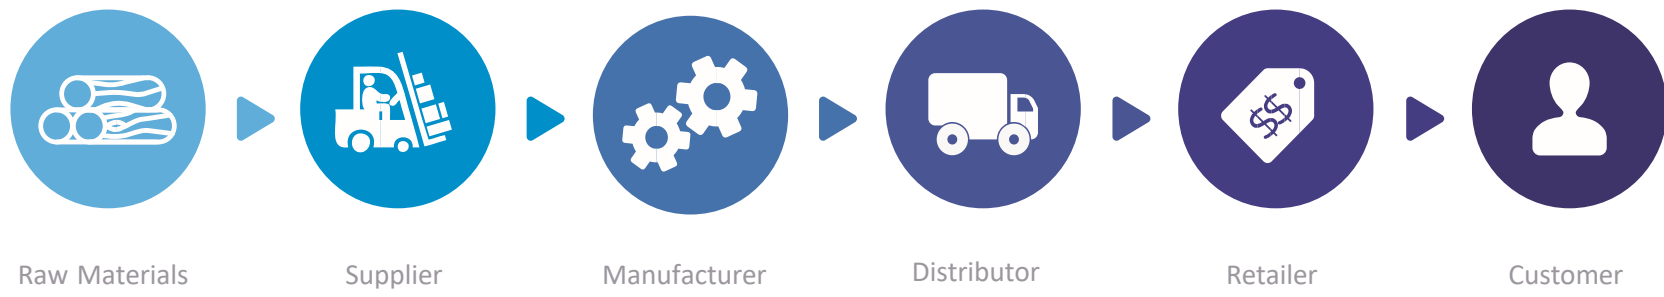 $$
Raw Materials
Supplier
Manufacturer
Distributor
Retailer
Customer